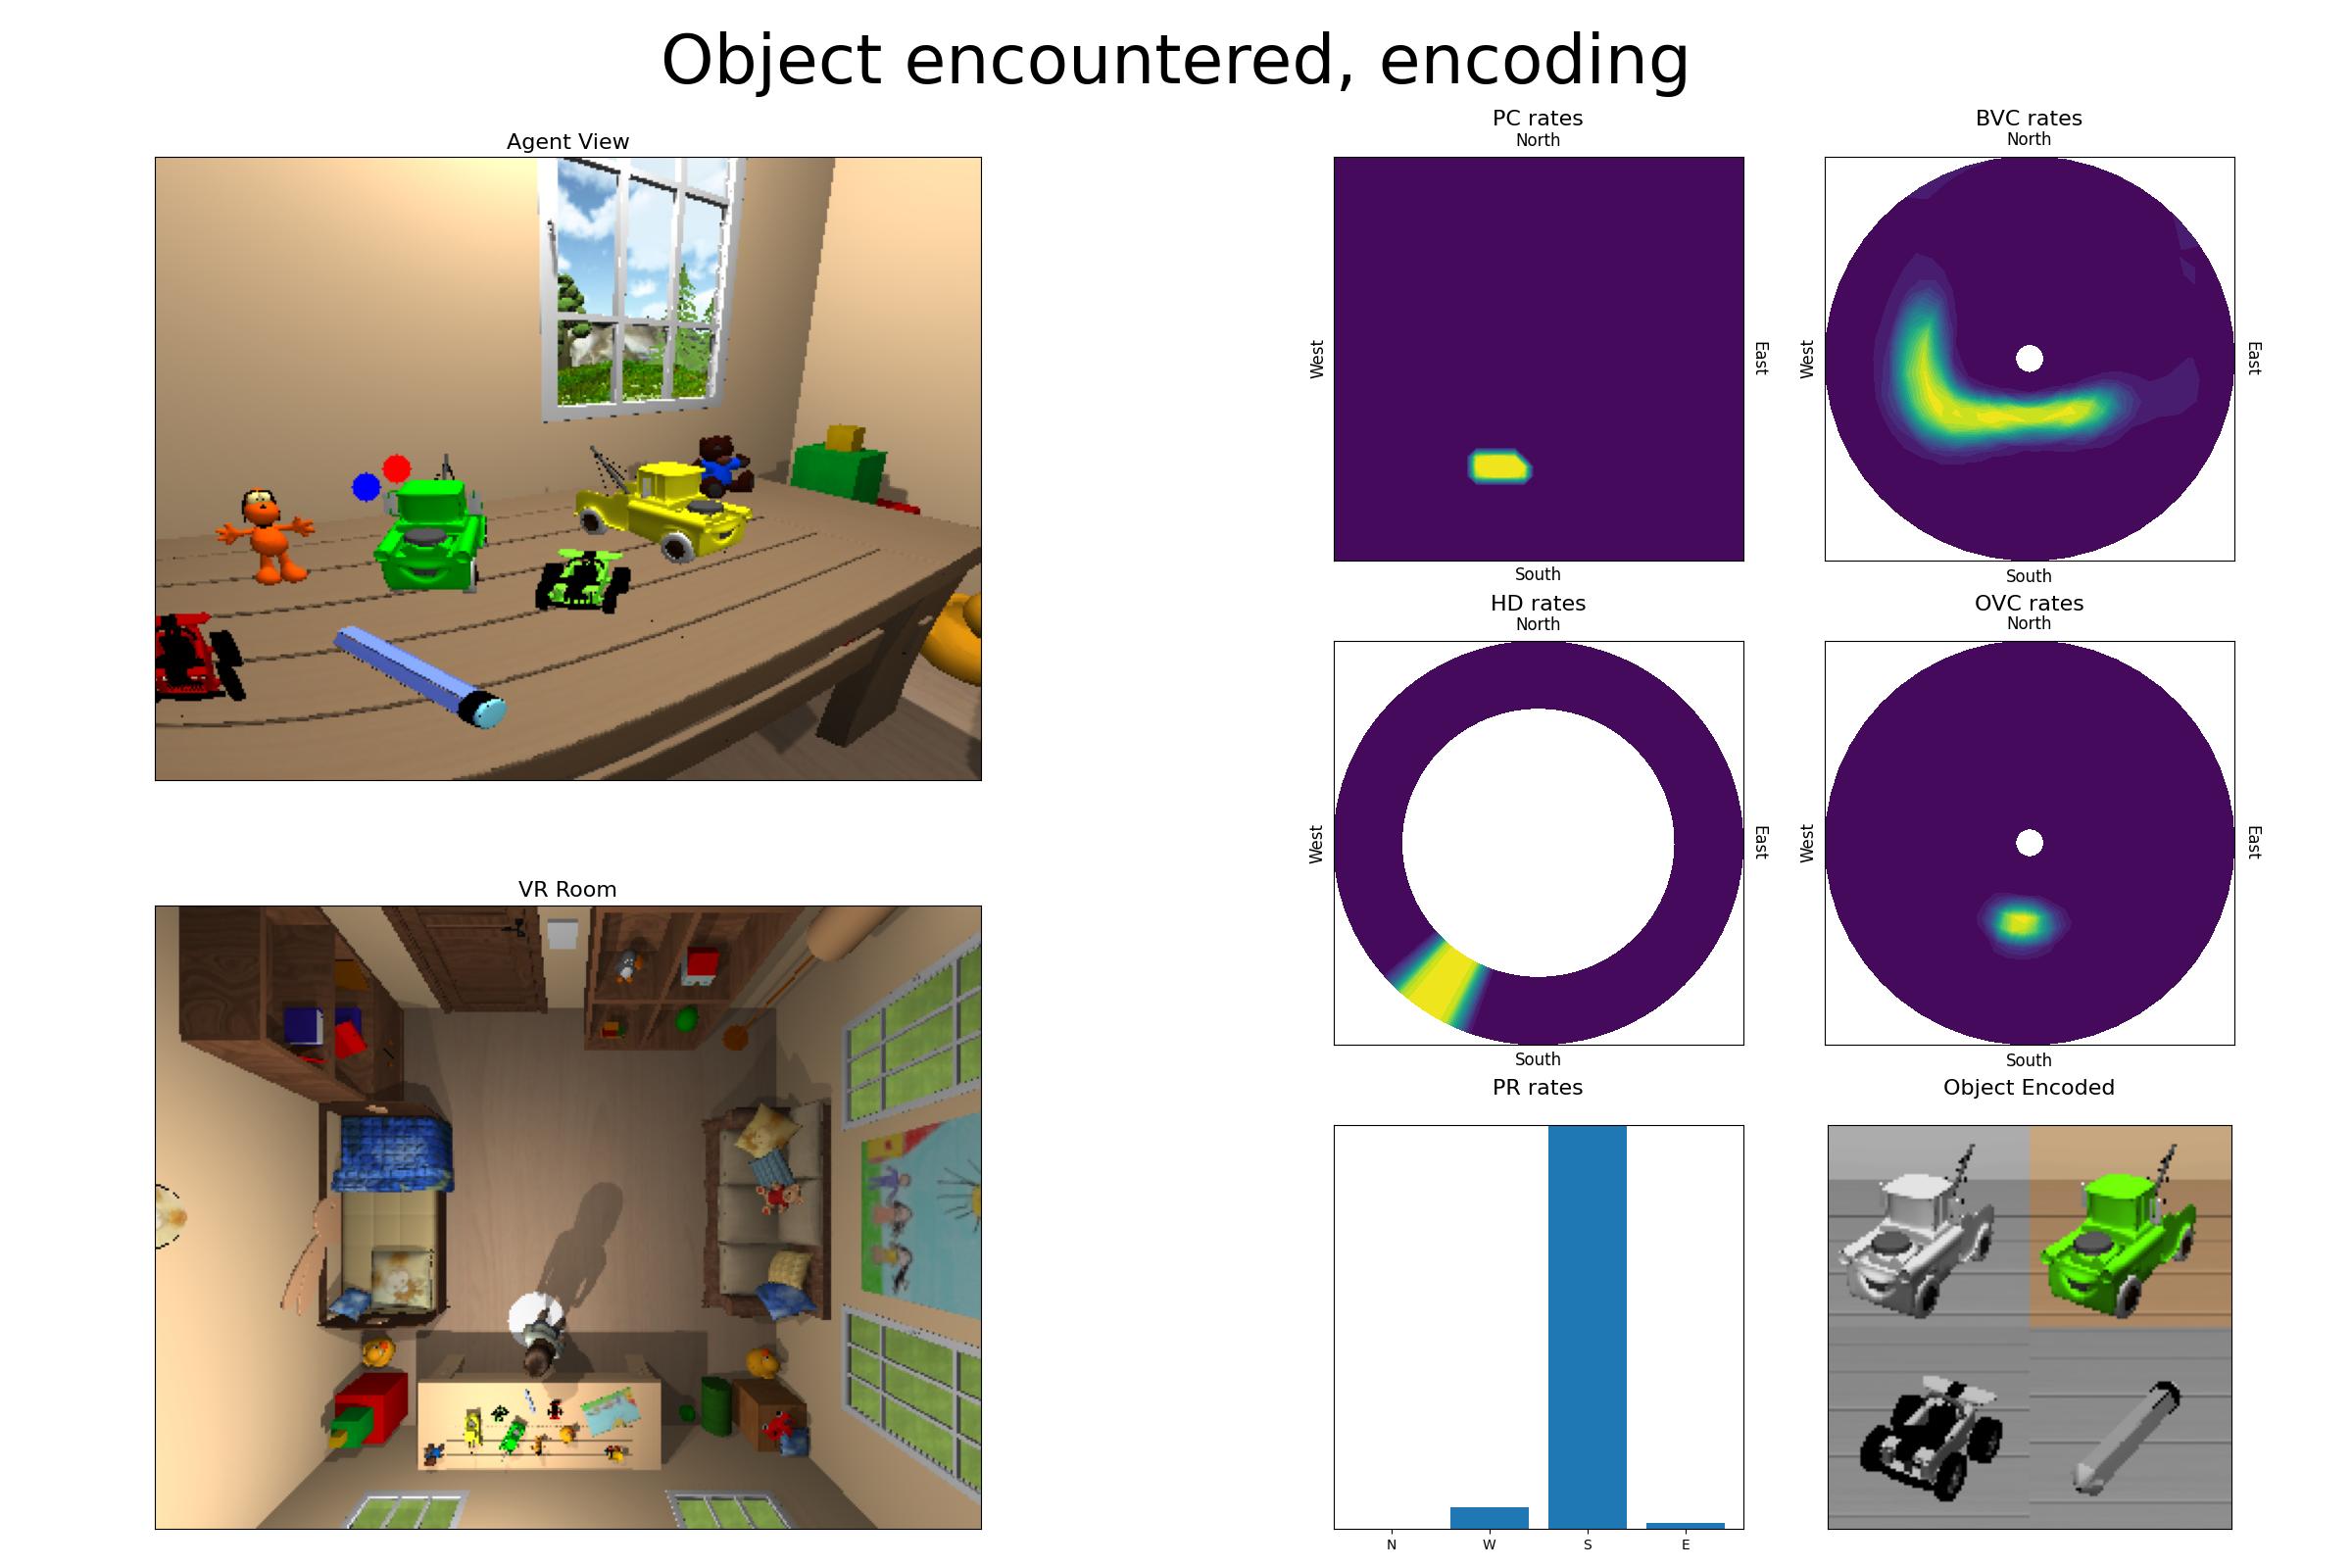 Object encountered, encoding
Agent View
PC rates
North
West
East
South
BVC rates
North
West
East
South
HD rates
North
West
East
South
OVC rates
North
West
East
South
VR Room
PR rates
N W S E
Object Encoded